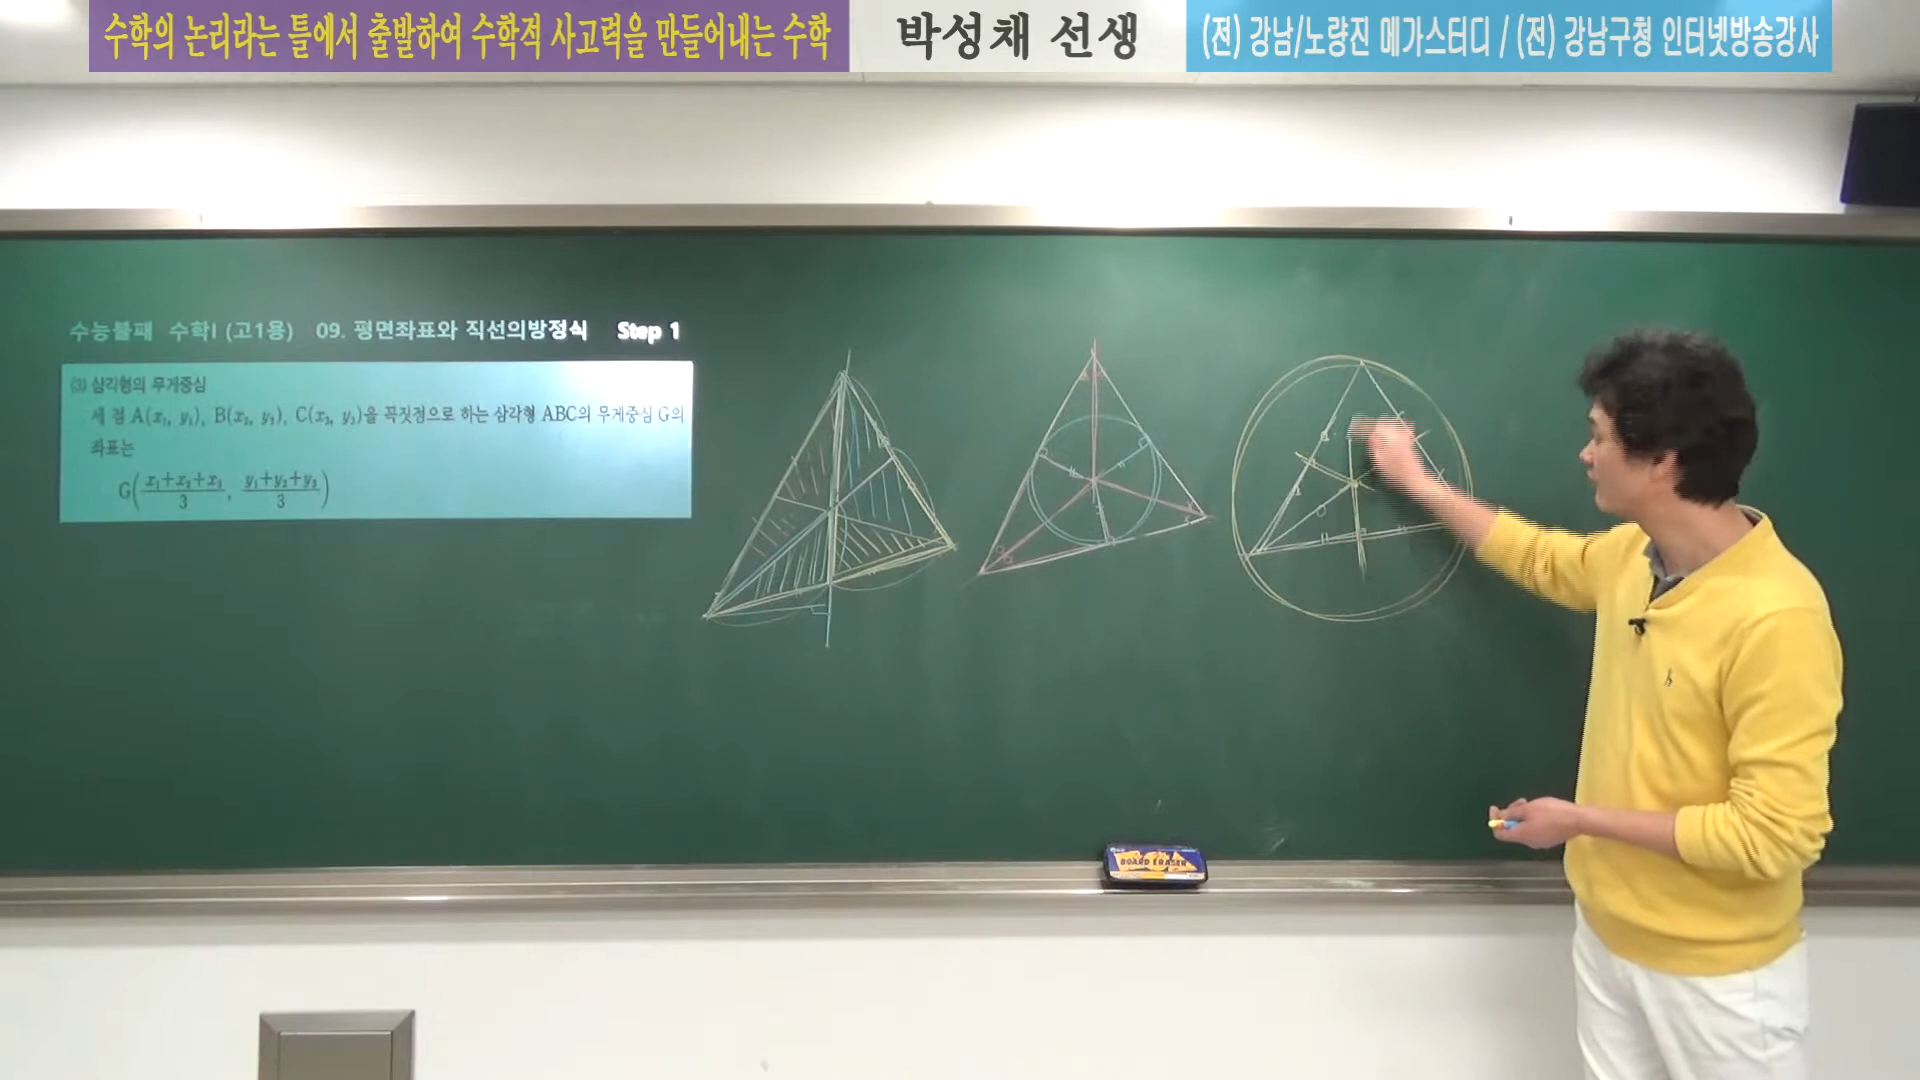 수학의 논리라는 틀에서 출발하여 수학적 사고력을 만들어내는 수학
박성채 선생
(전) 강남/노량진 메가스터디 / (전) 강남구청 인터넷방송강사
수능불패 수학I (고1용) 09. 평면좌표와 직선의방정식 Step 1
(3) 삼각형의 무게중심
세 점 A(x₁, y₁), B(x₂, y₂), C(x₃, y₃)을 꼭짓점으로 하는 삼각형 ABC의 무게중심 G의
좌표는
G((x₁+x₂+x₃)/3, (y₁+y₂+y₃)/3)
BOARD ERASER